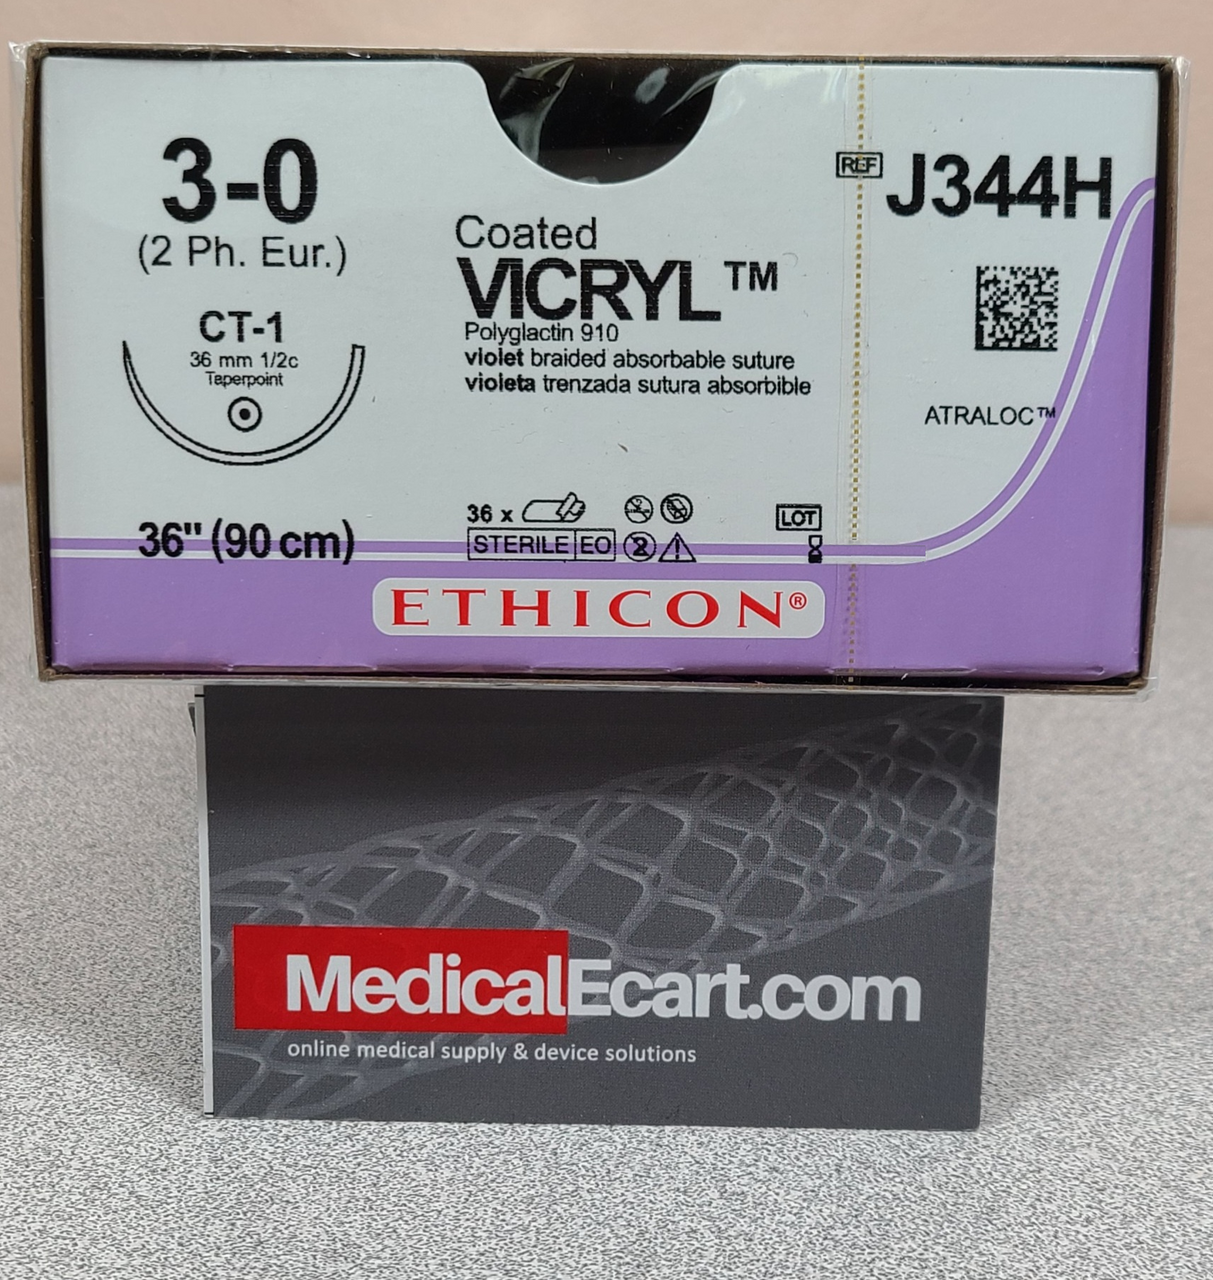 3-0
(2 Ph. Eur.)
CT-1
36 mm 1/2c
Taperpoint
36" (90 cm)
Coated
VICRYL™
Polyglactin 910
violet braided absorbable suture
violeta trenzada sutura absorbible
36 x
STERILE EO
2
REF J344H
ATRALOC™
LOT
ETHICON®
MedicalEcart.com
online medical supply & device solutions